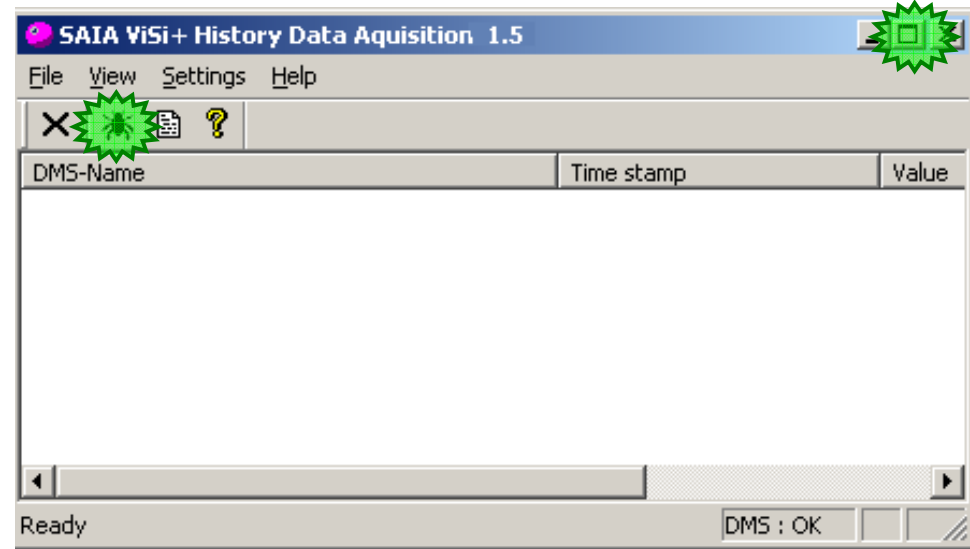 SAIA ViSi+ History Data Aquisition 1.5
File View Settings Help
DMS-Name Time stamp Value
Ready DMS : OK